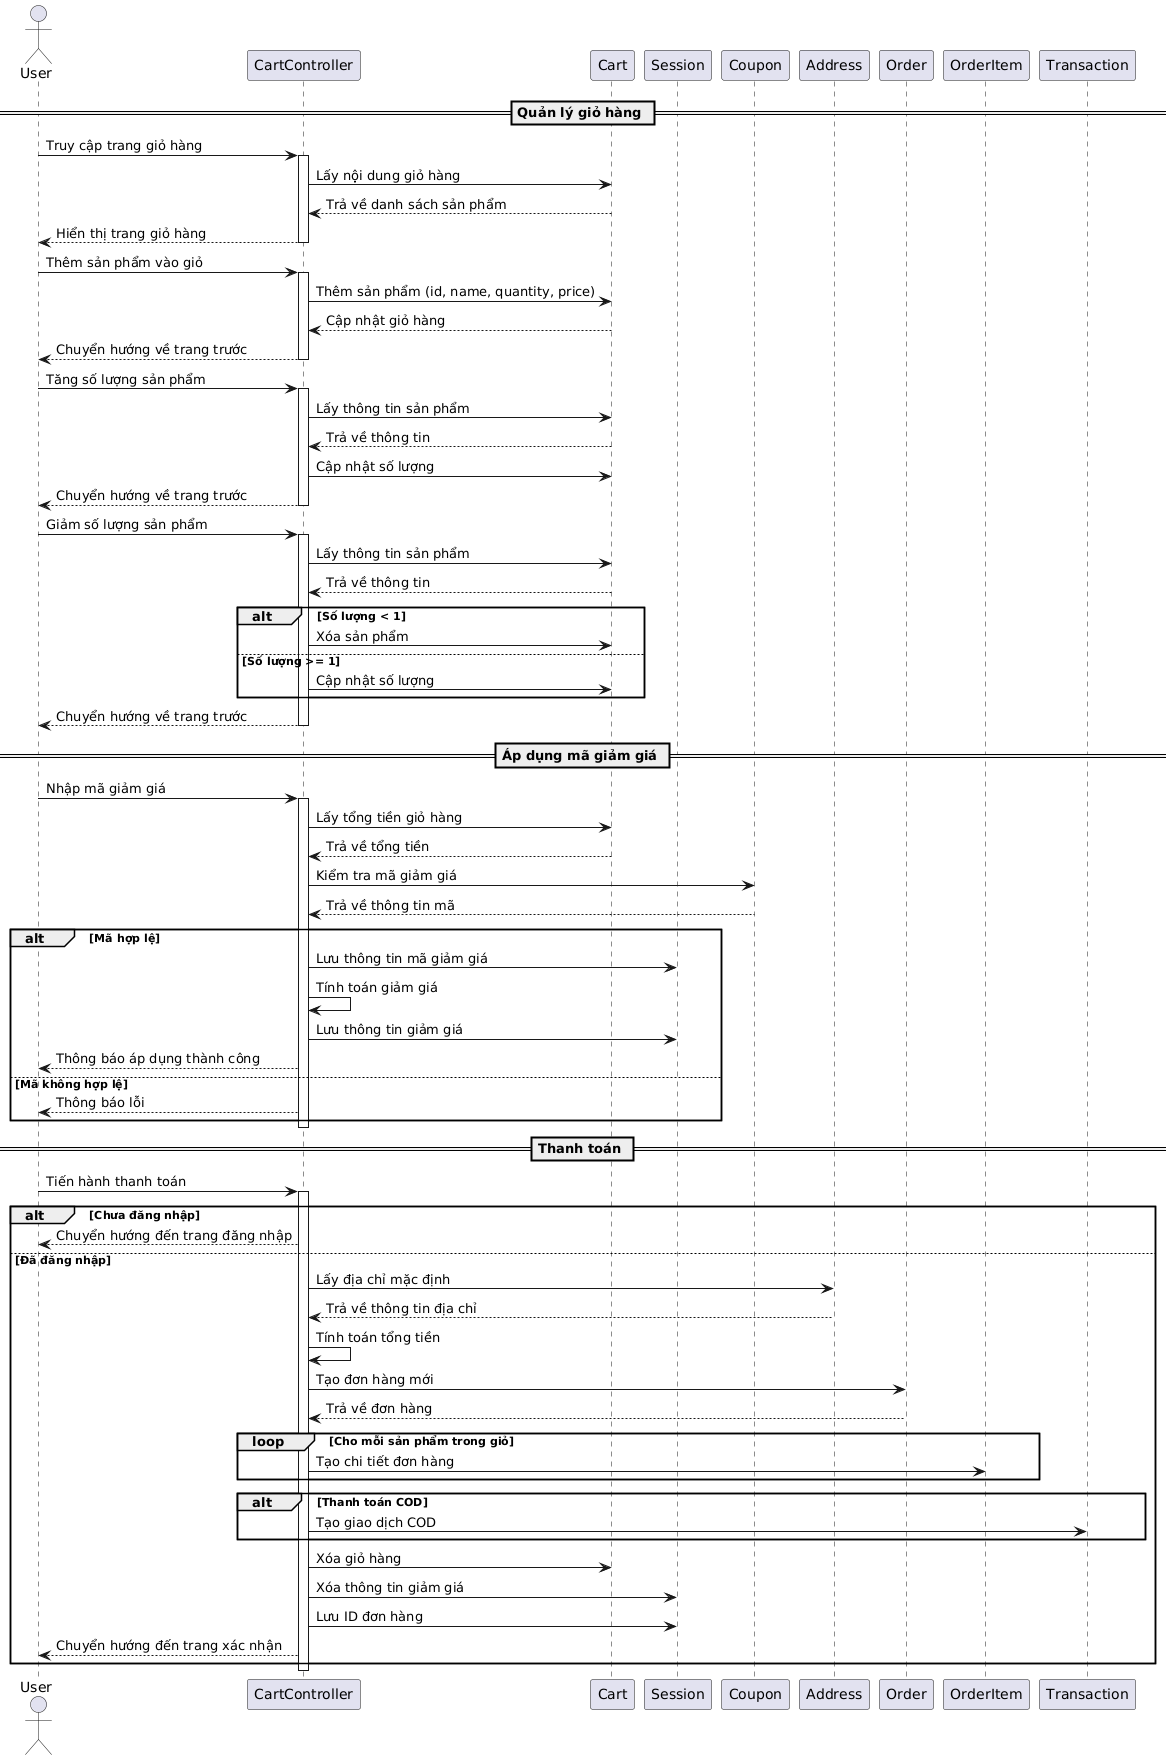 User
CartController
Cart
Session
Coupon
Address
Order
OrderItem
Transaction
Quản lý giỏ hàng
Truy cập trang giỏ hàng
Lấy nội dung giỏ hàng
Trả về danh sách sản phẩm
Hiển thị trang giỏ hàng
Thêm sản phẩm vào giỏ
Thêm sản phẩm (id, name, quantity, price)
Cập nhật giỏ hàng
Chuyển hướng về trang trước
Tăng số lượng sản phẩm
Lấy thông tin sản phẩm
Trả về thông tin
Cập nhật số lượng
Chuyển hướng về trang trước
Giảm số lượng sản phẩm
Lấy thông tin sản phẩm
Trả về thông tin
alt [Số lượng < 1]
Xóa sản phẩm
[Số lượng >= 1]
Cập nhật số lượng
Chuyển hướng về trang trước
Áp dụng mã giảm giá
Nhập mã giảm giá
Lấy tổng tiền giỏ hàng
Trả về tổng tiền
Kiểm tra mã giảm giá
Trả về thông tin mã
alt [Mã hợp lệ]
Lưu thông tin mã giảm giá
Tính toán giảm giá
Lưu thông tin giảm giá
Thông báo áp dụng thành công
[Mã không hợp lệ]
Thông báo lỗi
Thanh toán
Tiến hành thanh toán
alt [Chưa đăng nhập]
Chuyển hướng đến trang đăng nhập
[Đã đăng nhập]
Lấy địa chỉ mặc định
Trả về thông tin địa chỉ
Tính toán tổng tiền
Tạo đơn hàng mới
Trả về đơn hàng
loop [Cho mỗi sản phẩm trong giỏ]
Tạo chi tiết đơn hàng
alt [Thanh toán COD]
Tạo giao dịch COD
Xóa giỏ hàng
Xóa thông tin giảm giá
Lưu ID đơn hàng
Chuyển hướng đến trang xác nhận
User
CartController
Cart
Session
Coupon
Address
Order
OrderItem
Transaction